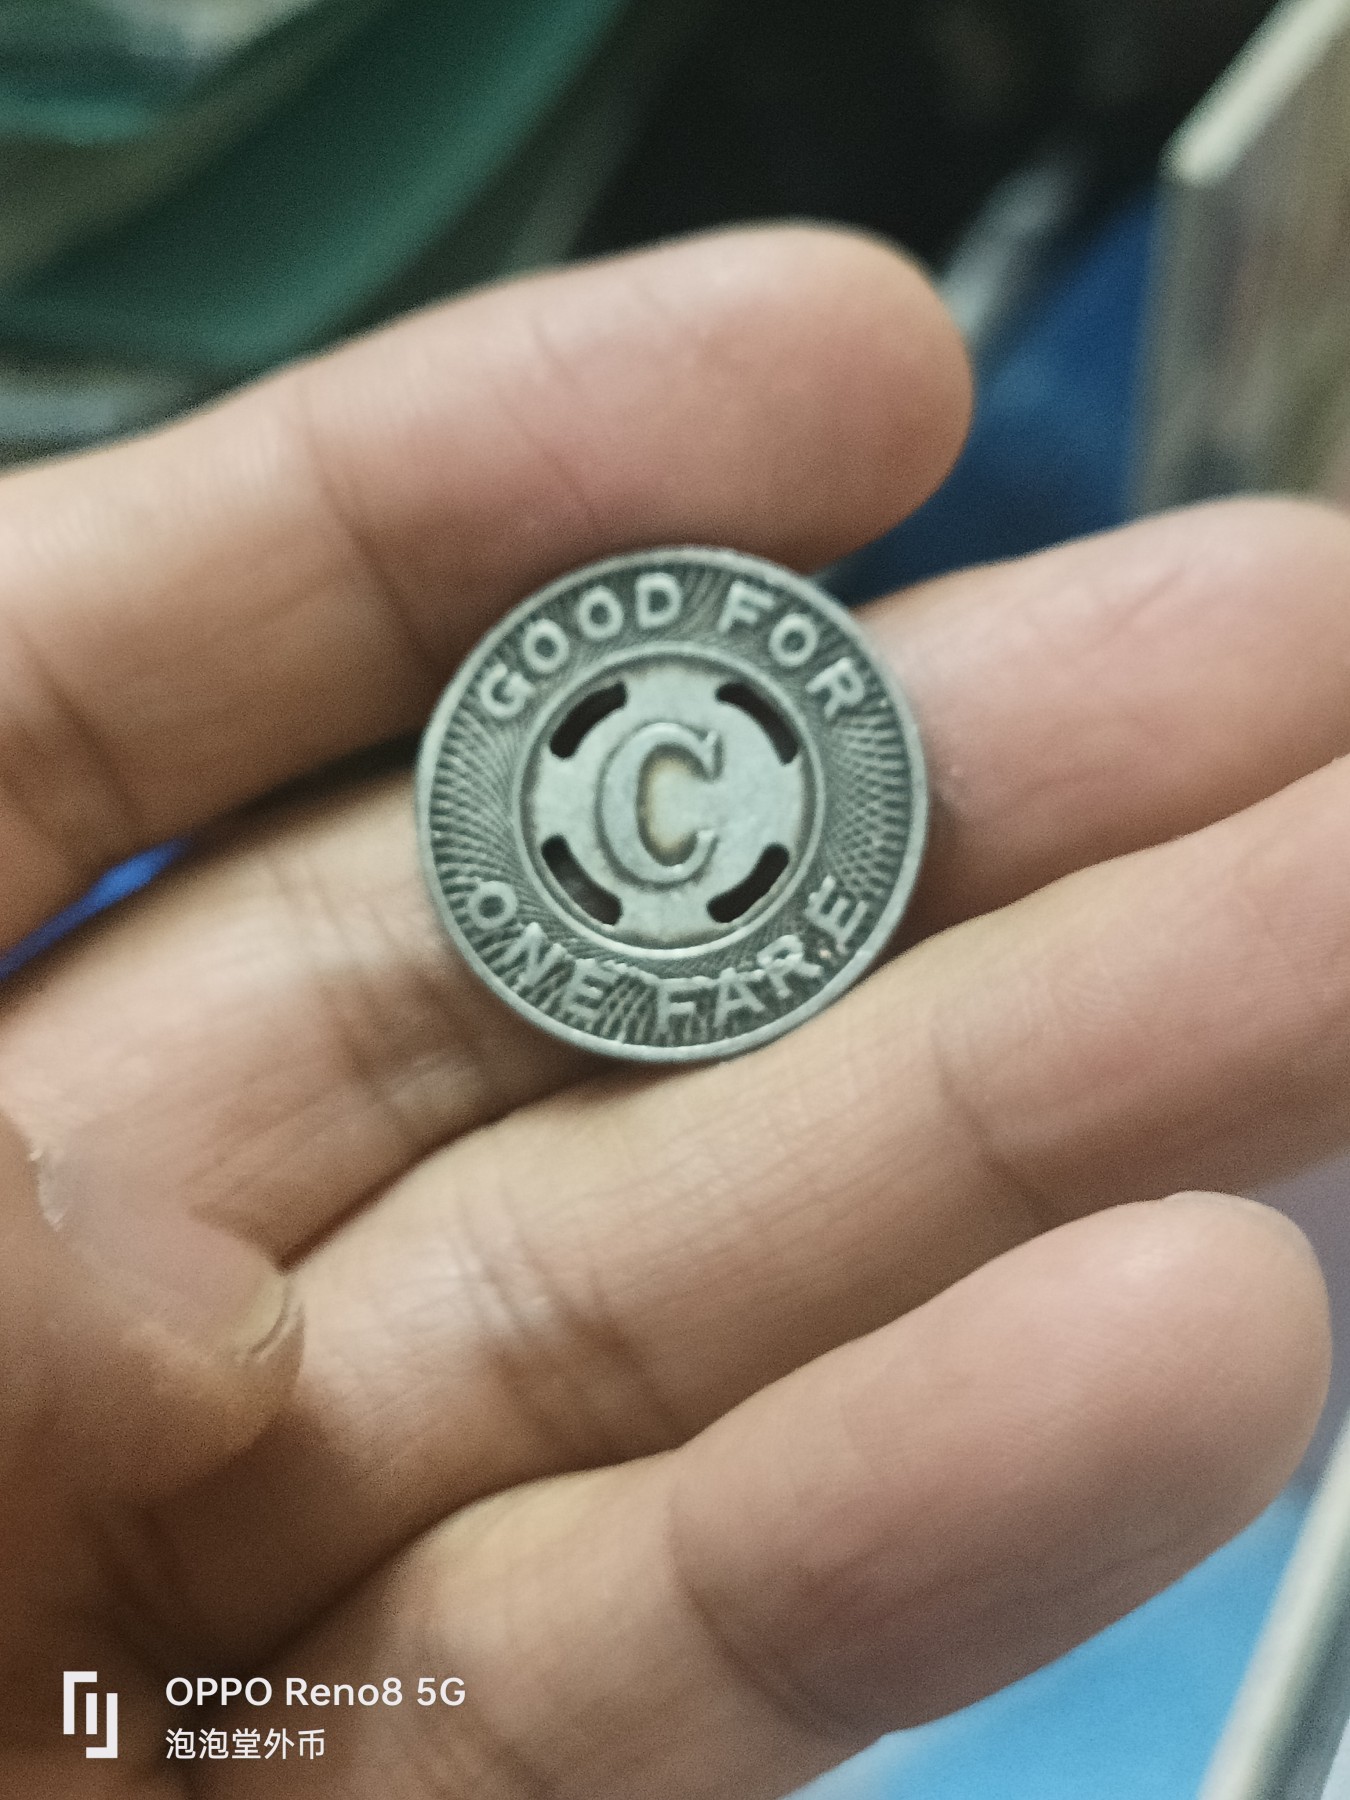 GOOD FOR
C
ONE FARE
OPPO Reno8 5G
泡泡堂外币